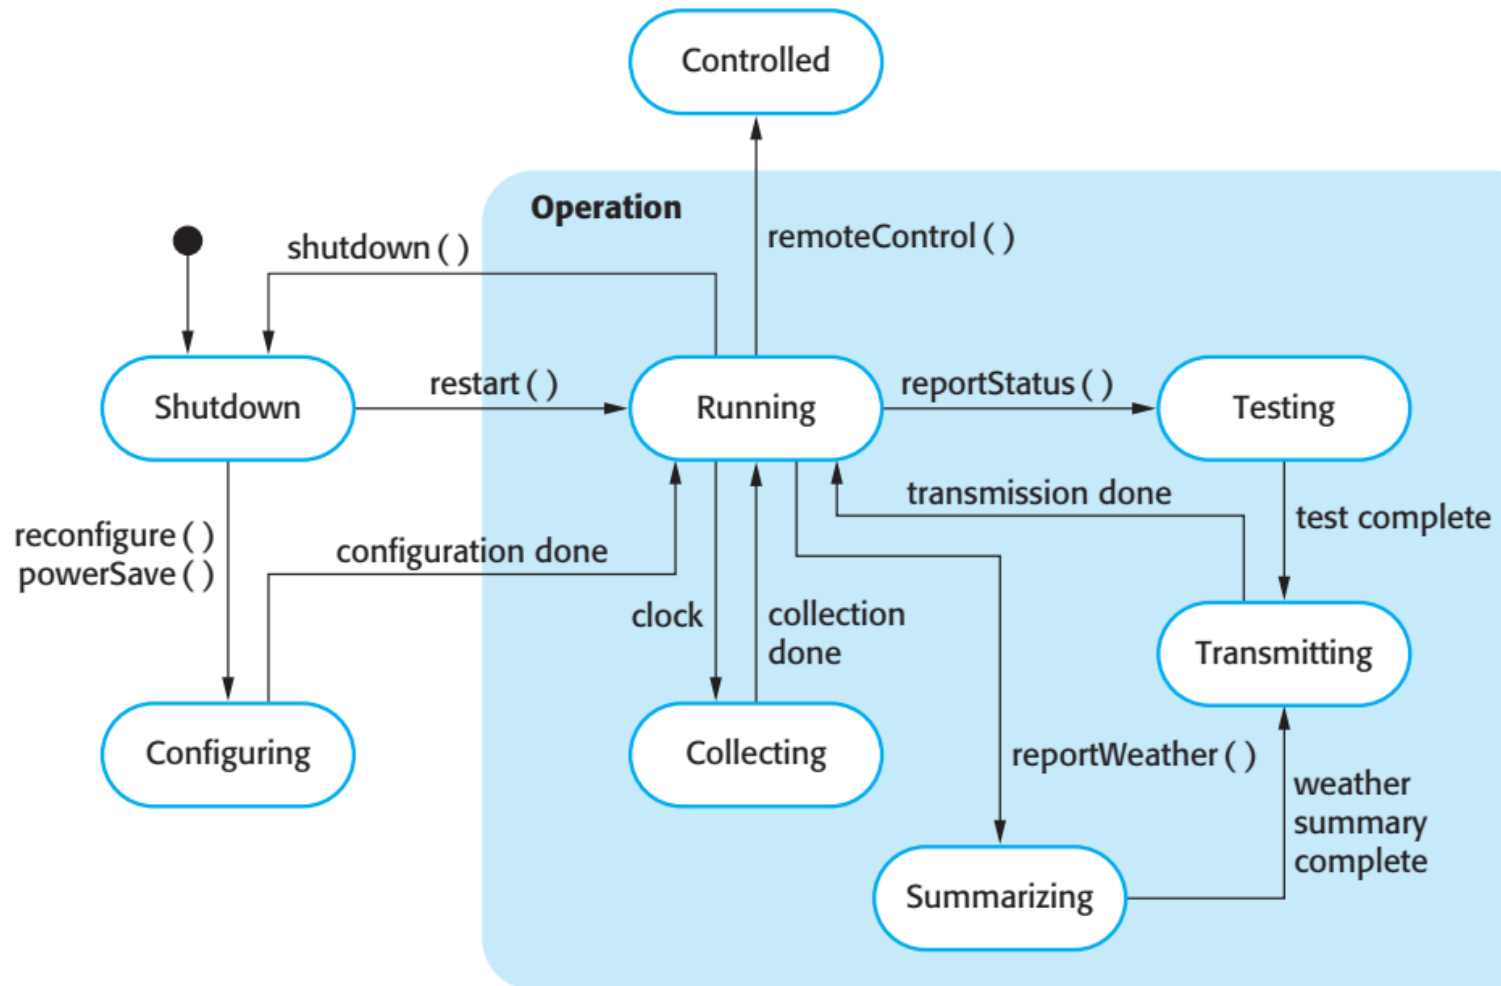 Controlled
Operation
remoteControl ( )
shutdown ( )
Shutdown
restart ( )
Running
reportStatus ( )
Testing
reconfigure ( )
powerSave ( )
configuration done
transmission done
test complete
clock
collection
done
Transmitting
Configuring
Collecting
reportWeather ( )
weather
summary
complete
Summarizing